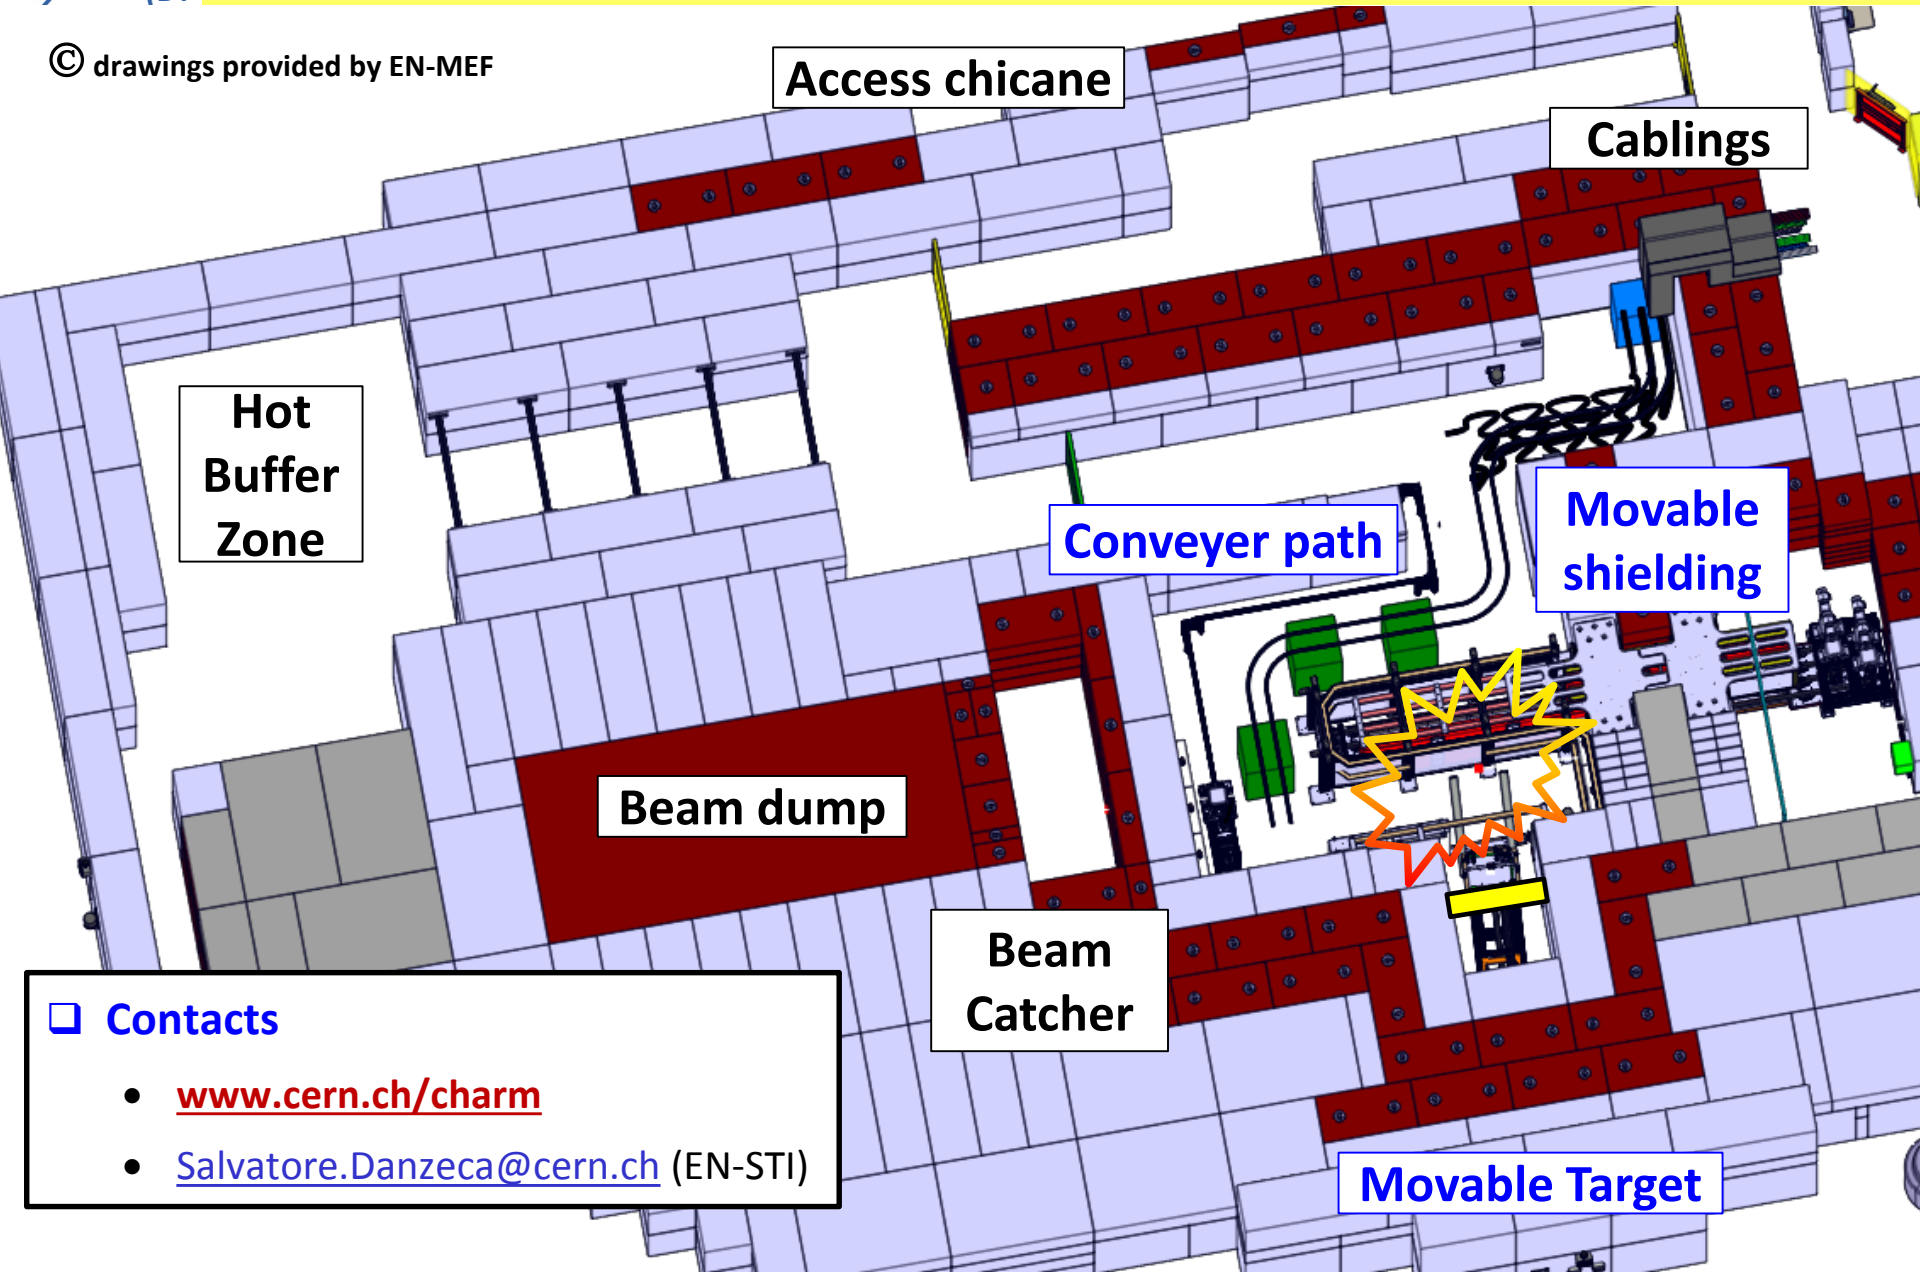 © drawings provided by EN-MEF
Access chicane
Cablings
Hot
Buffer
Zone
Conveyer path
Movable
shielding
Beam dump
Beam
Catcher
Movable Target
❑ Contacts
• www.cern.ch/charm
• Salvatore.Danzeca@cern.ch (EN-STI)